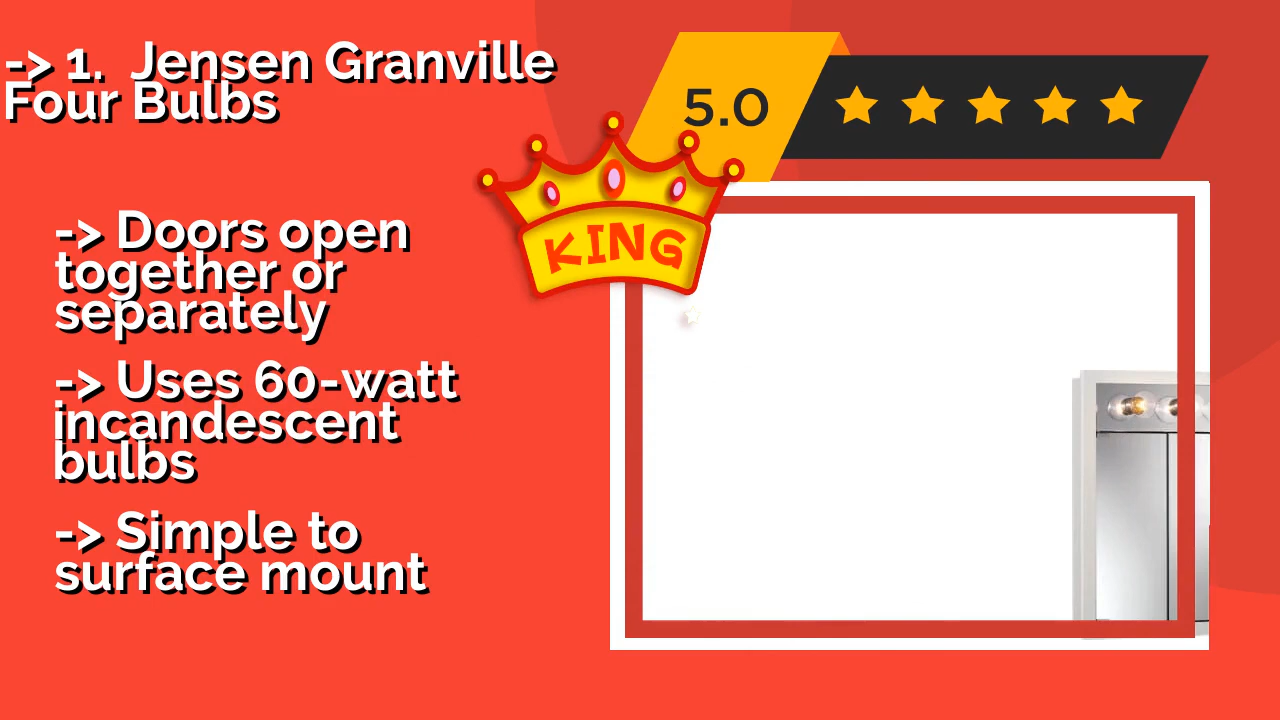 -> 1.  Jensen Granville
Four Bulbs
5.0
KING
-> Doors open
together or
separately
-> Uses 60-watt
incandescent
bulbs
-> Simple to
surface mount